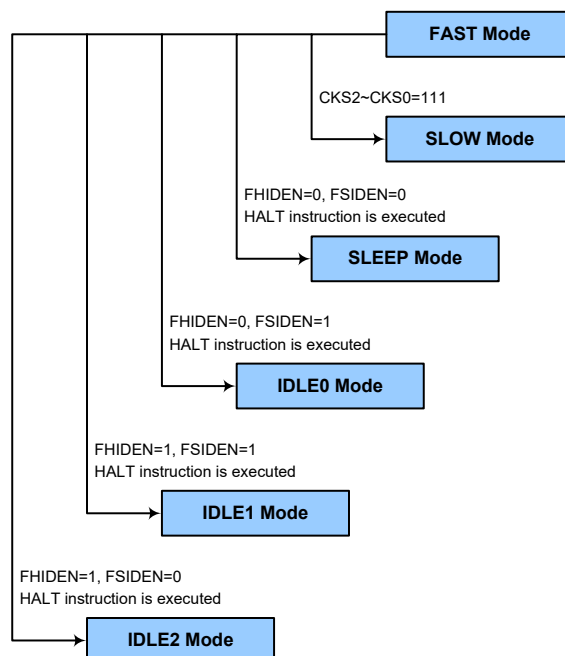 FAST Mode
CKS2~CKS0=111
SLOW Mode
FHIDEN=0, FSIDEN=0
HALT instruction is executed
SLEEP Mode
FHIDEN=0, FSIDEN=1
HALT instruction is executed
IDLE0 Mode
FHIDEN=1, FSIDEN=1
HALT instruction is executed
IDLE1 Mode
FHIDEN=1, FSIDEN=0
HALT instruction is executed
IDLE2 Mode